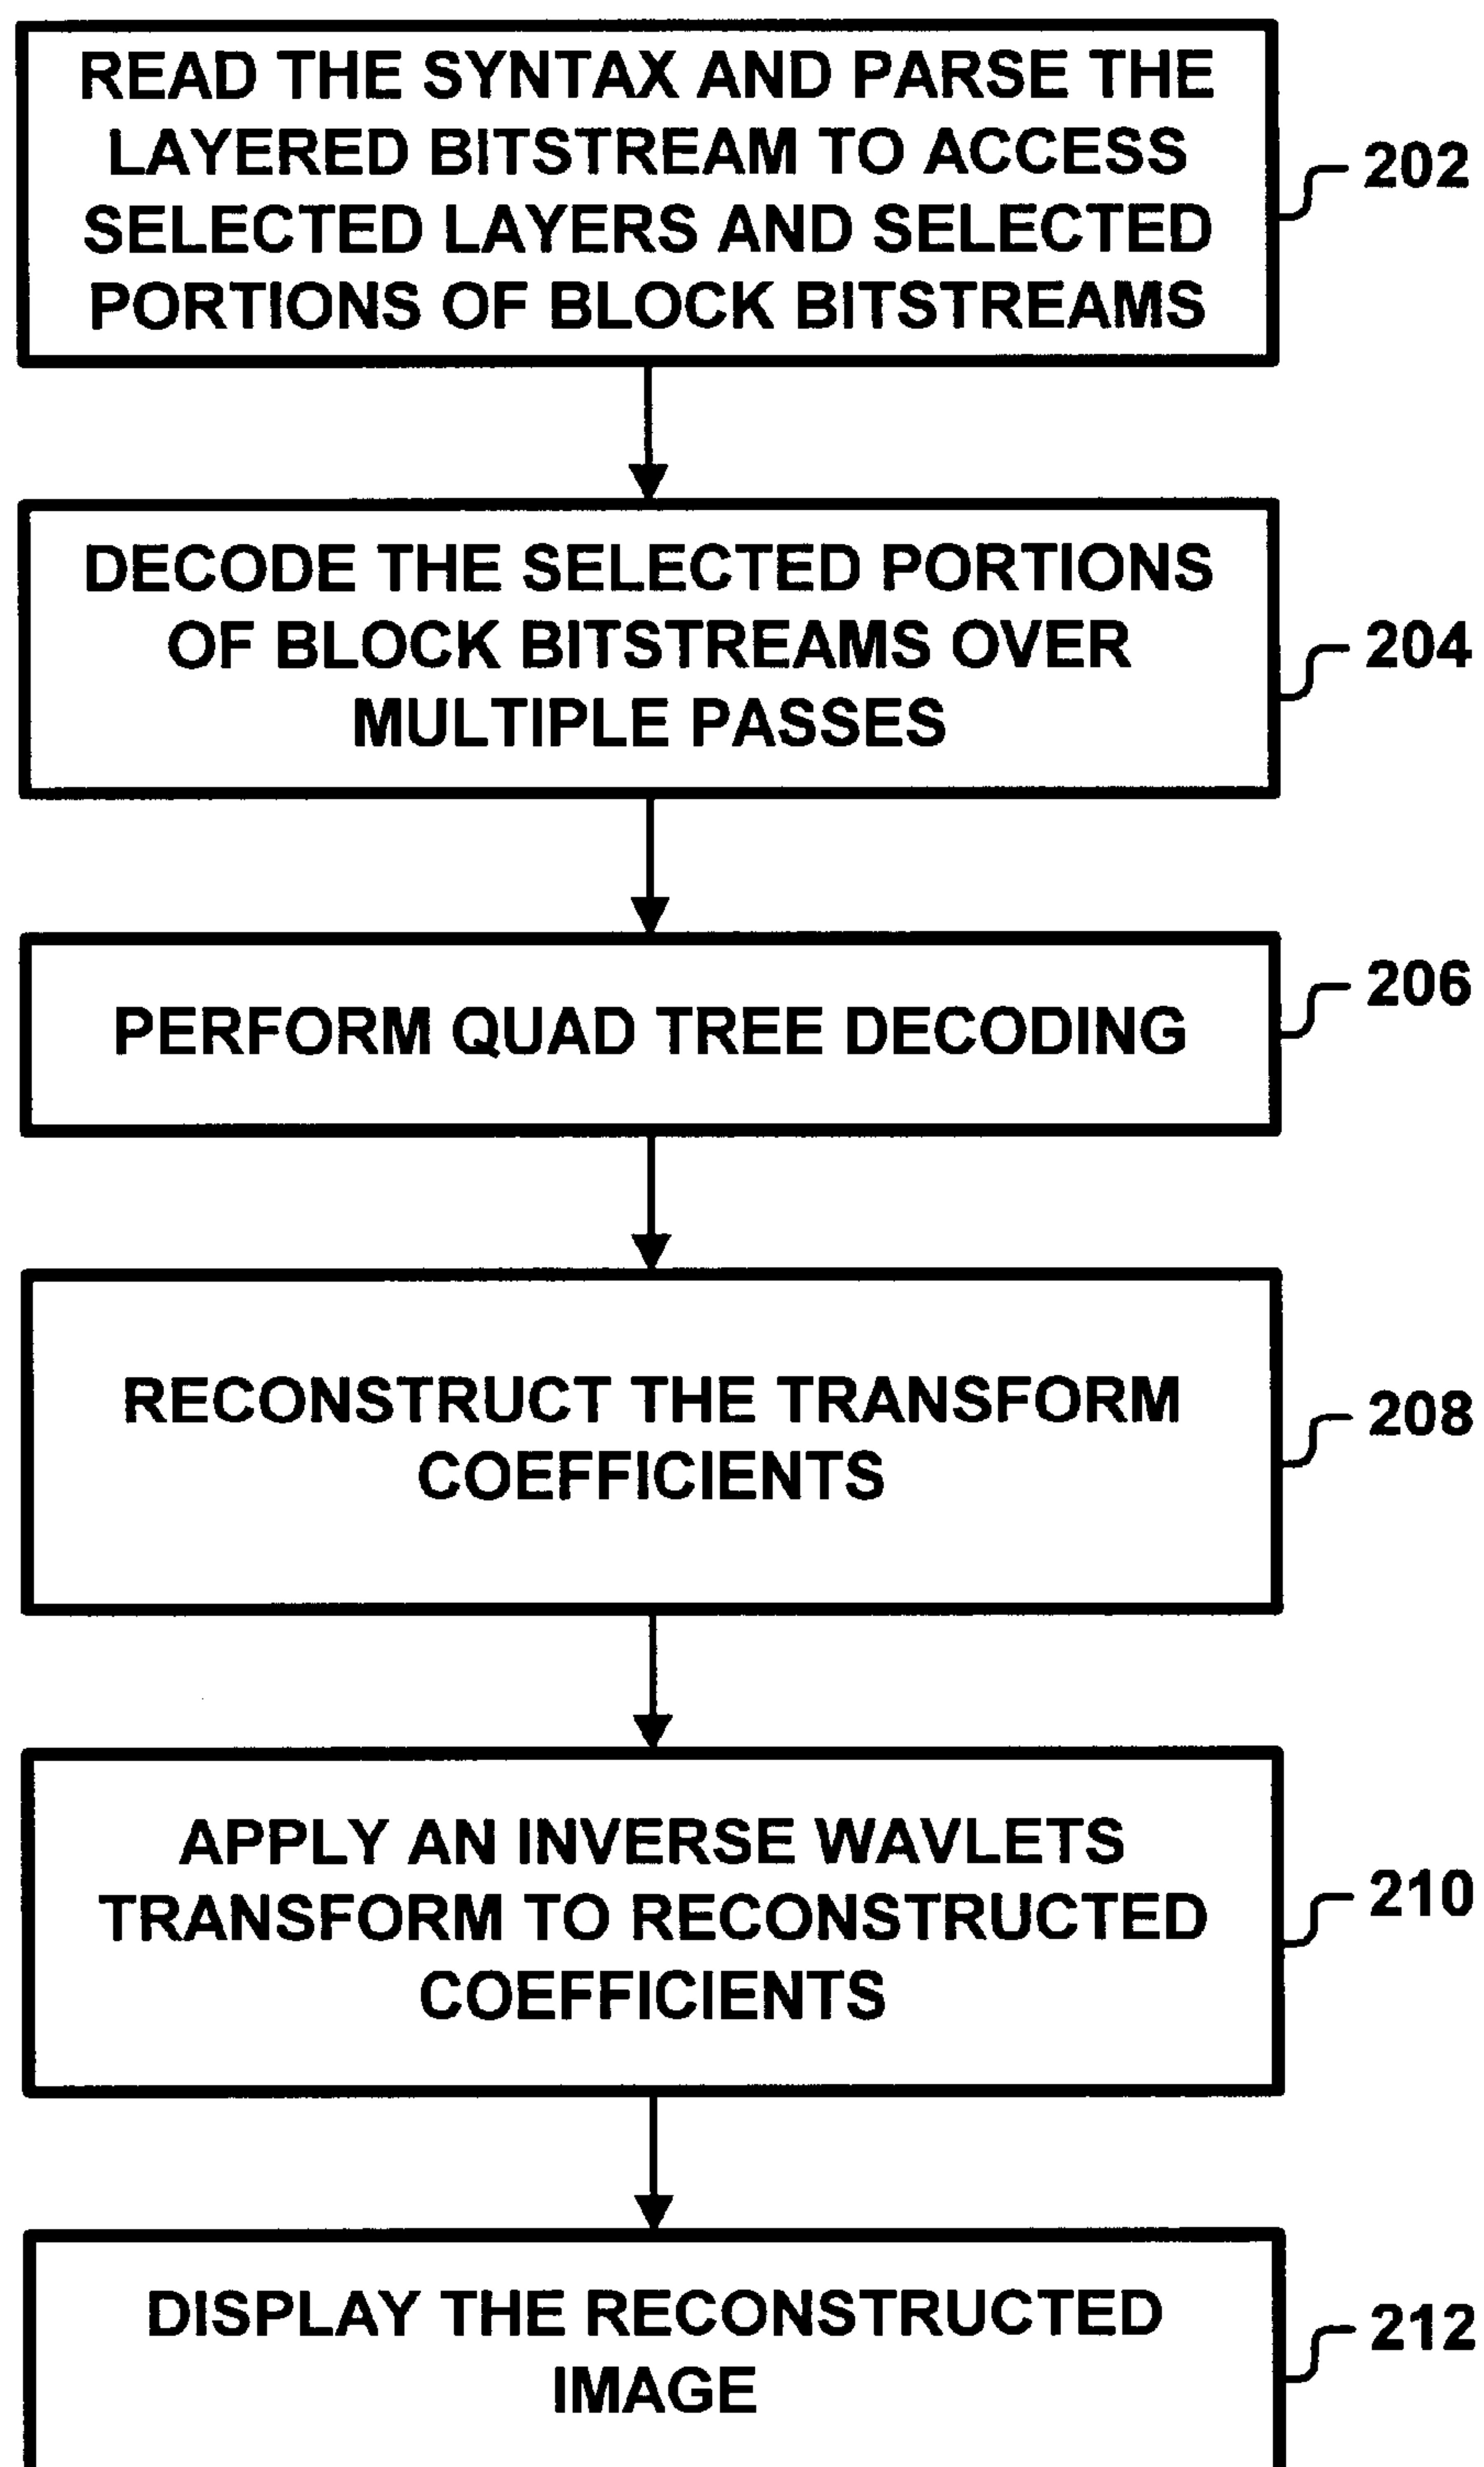 READ THE SYNTAX AND PARSE THE
LAYERED BITSTREAM TO ACCESS
SELECTED LAYERS AND SELECTED
PORTIONS OF BLOCK BITSTREAMS
202
DECODE THE SELECTED PORTIONS
OF BLOCK BITSTREAMS OVER
MULTIPLE PASSES
204
PERFORM QUAD TREE DECODING
206
RECONSTRUCT THE TRANSFORM
COEFFICIENTS
208
APPLY AN INVERSE WAVLETS
TRANSFORM TO RECONSTRUCTED
COEFFICIENTS
210
DISPLAY THE RECONSTRUCTED
IMAGE
212